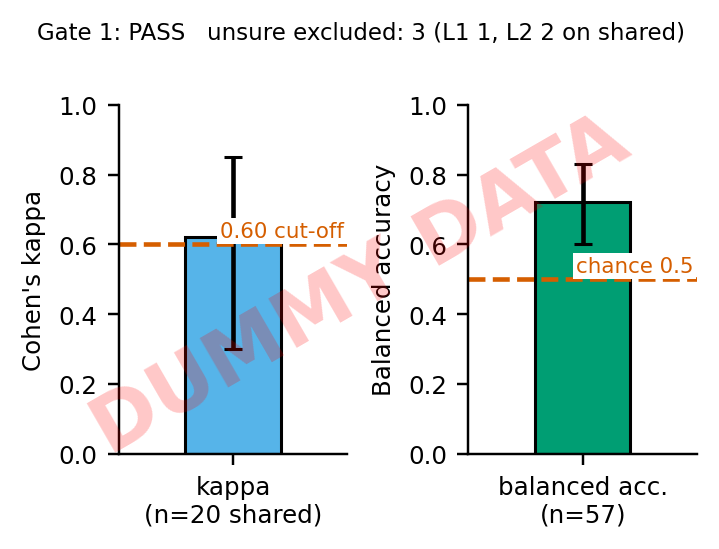 Gate 1: PASS   unsure excluded: 3 (L1 1, L2 2 on shared)
Cohen's kappa
1.0
0.8
0.6
0.4
0.2
0.0
0.60 cut-off
kappa
(n=20 shared)
Balanced accuracy
1.0
0.8
0.6
0.4
0.2
0.0
chance 0.5
balanced acc.
(n=57)
DUMMY DATA